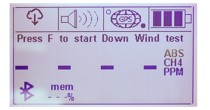 GPS
Press F to start Down Wind test
ABS
CH4
PPM
- - - -
mem
---%